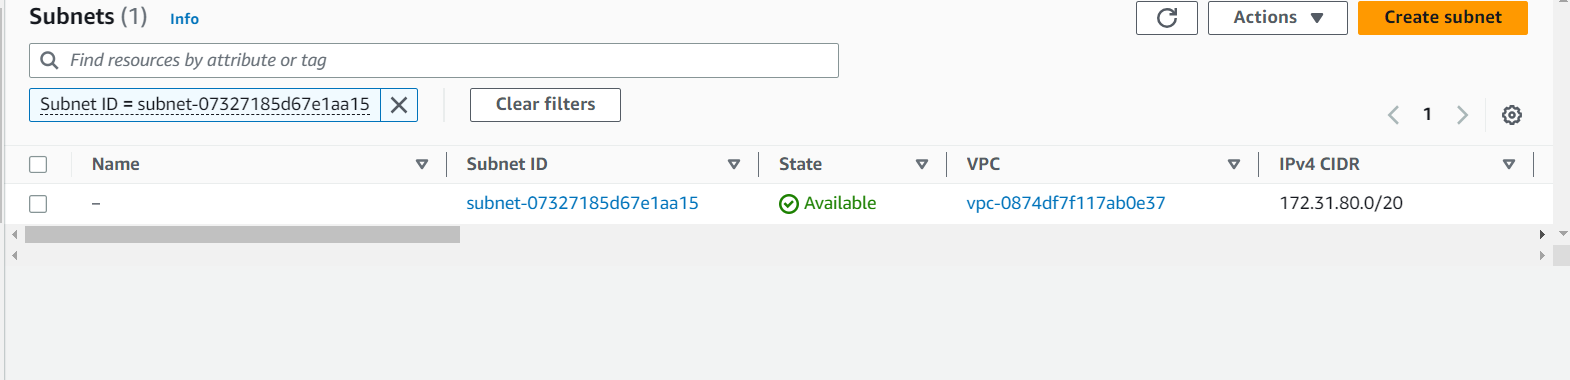 Subnets (1) Info
Actions
Create subnet
Find resources by attribute or tag
Subnet ID = subnet-07327185d67e1aa15
Clear filters
1
Name Subnet ID State VPC IPv4 CIDR
– subnet-07327185d67e1aa15 Available vpc-0874df7f117ab0e37 172.31.80.0/20